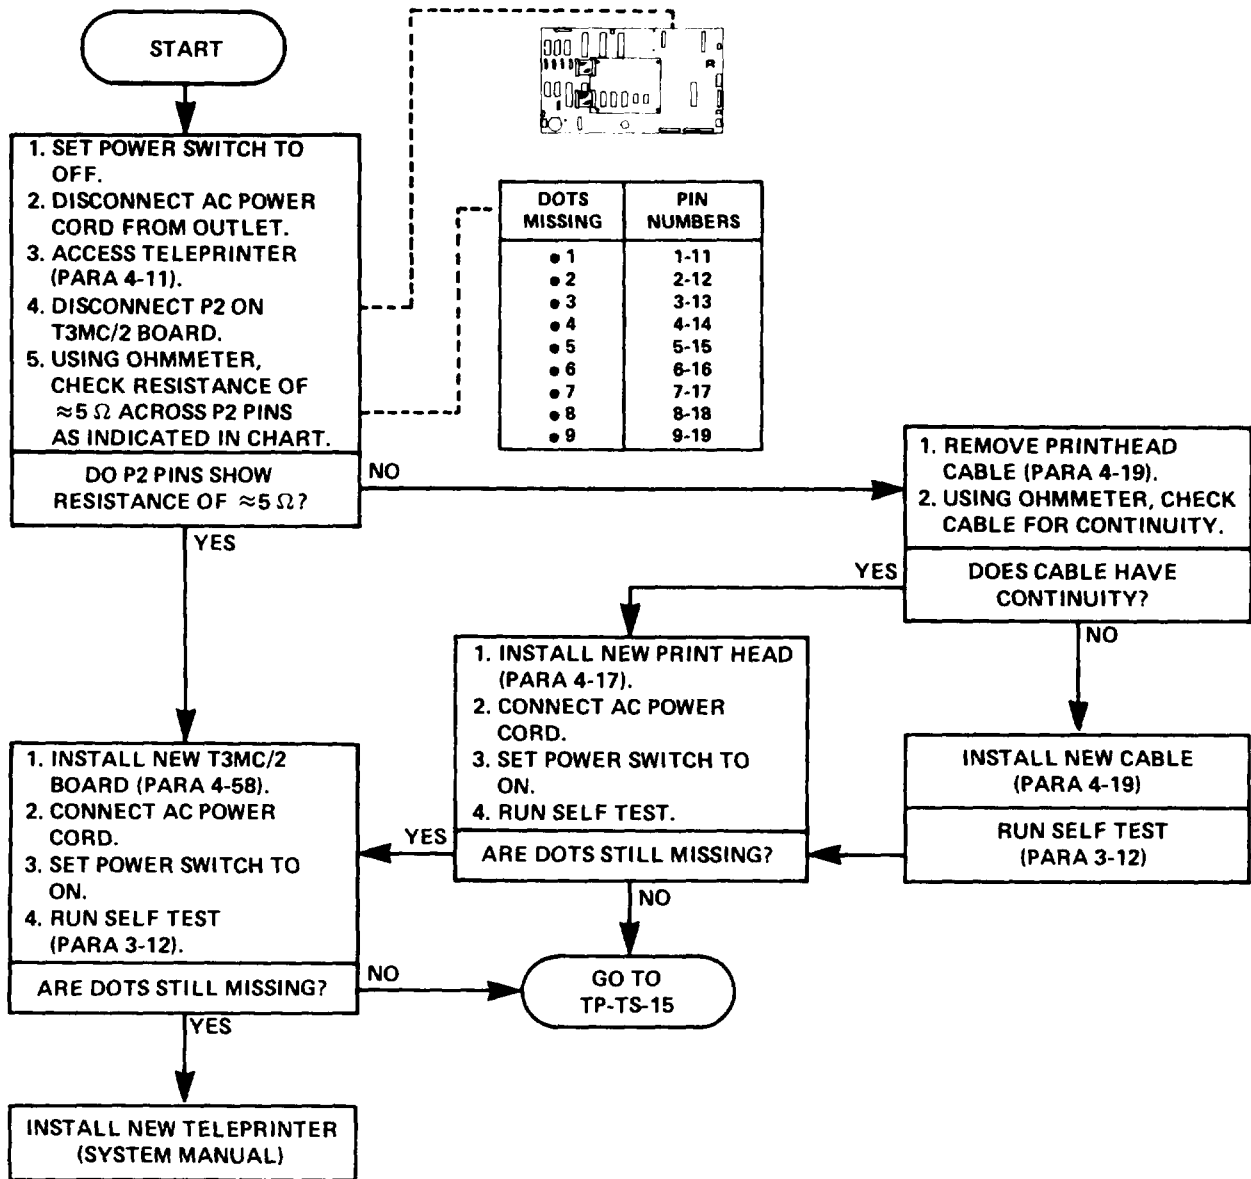 START
1. SET POWER SWITCH TO
OFF.
2. DISCONNECT AC POWER
CORD FROM OUTLET.
3. ACCESS TELEPRINTER
(PARA 4-11).
4. DISCONNECT P2 ON
T3MC/2 BOARD.
5. USING OHMMETER,
CHECK RESISTANCE OF
≈5 Ω ACROSS P2 PINS
AS INDICATED IN CHART.
DO P2 PINS SHOW
RESISTANCE OF ≈5 Ω?
NO
YES
DOTS MISSING PIN NUMBERS
● 1 1-11
● 2 2-12
● 3 3-13
● 4 4-14
● 5 5-15
● 6 6-16
● 7 7-17
● 8 8-18
● 9 9-19
1. REMOVE PRINTHEAD
CABLE (PARA 4-19).
2. USING OHMMETER, CHECK
CABLE FOR CONTINUITY.
DOES CABLE HAVE
CONTINUITY?
YES
NO
1. INSTALL NEW PRINT HEAD
(PARA 4-17).
2. CONNECT AC POWER
CORD.
3. SET POWER SWITCH TO
ON.
4. RUN SELF TEST.
ARE DOTS STILL MISSING?
YES
NO
INSTALL NEW CABLE
(PARA 4-19)
RUN SELF TEST
(PARA 3-12)
1. INSTALL NEW T3MC/2
BOARD (PARA 4-58).
2. CONNECT AC POWER
CORD.
3. SET POWER SWITCH TO
ON.
4. RUN SELF TEST
(PARA 3-12).
ARE DOTS STILL MISSING?
NO
YES
GO TO
TP-TS-15
INSTALL NEW TELEPRINTER
(SYSTEM MANUAL)